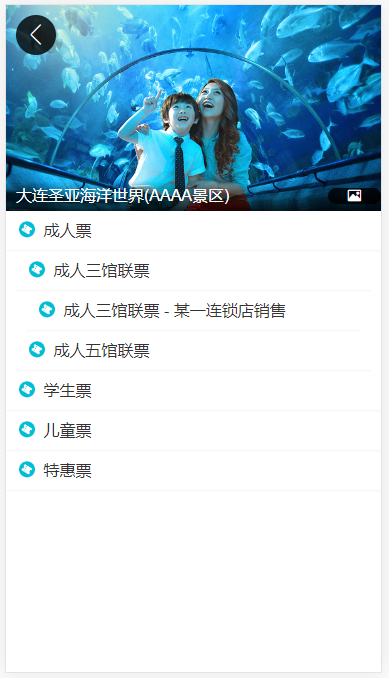 大连圣亚海洋世界(AAAA景区)
成人票
成人三馆联票
成人三馆联票 - 某一连锁店销售
成人五馆联票
学生票
儿童票
特惠票